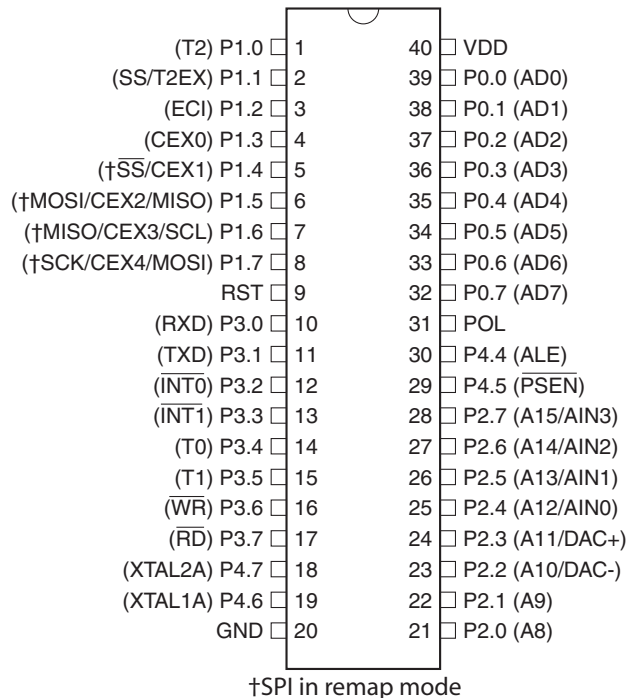 (T2) P1.0 1 40 VDD
(SS/T2EX) P1.1 2 39 P0.0 (AD0)
(ECI) P1.2 3 38 P0.1 (AD1)
(CEX0) P1.3 4 37 P0.2 (AD2)
(†S̅S̅/CEX1) P1.4 5 36 P0.3 (AD3)
(†MOSI/CEX2/MISO) P1.5 6 35 P0.4 (AD4)
(†MISO/CEX3/SCL) P1.6 7 34 P0.5 (AD5)
(†SCK/CEX4/MOSI) P1.7 8 33 P0.6 (AD6)
RST 9 32 P0.7 (AD7)
(RXD) P3.0 10 31 POL
(TXD) P3.1 11 30 P4.4 (ALE)
(I̅N̅T̅0̅) P3.2 12 29 P4.5 (P̅S̅E̅N̅)
(I̅N̅T̅1̅) P3.3 13 28 P2.7 (A15/AIN3)
(T0) P3.4 14 27 P2.6 (A14/AIN2)
(T1) P3.5 15 26 P2.5 (A13/AIN1)
(W̅R̅) P3.6 16 25 P2.4 (A12/AIN0)
(R̅D̅) P3.7 17 24 P2.3 (A11/DAC+)
(XTAL2A) P4.7 18 23 P2.2 (A10/DAC-)
(XTAL1A) P4.6 19 22 P2.1 (A9)
GND 20 21 P2.0 (A8)
†SPI in remap mode